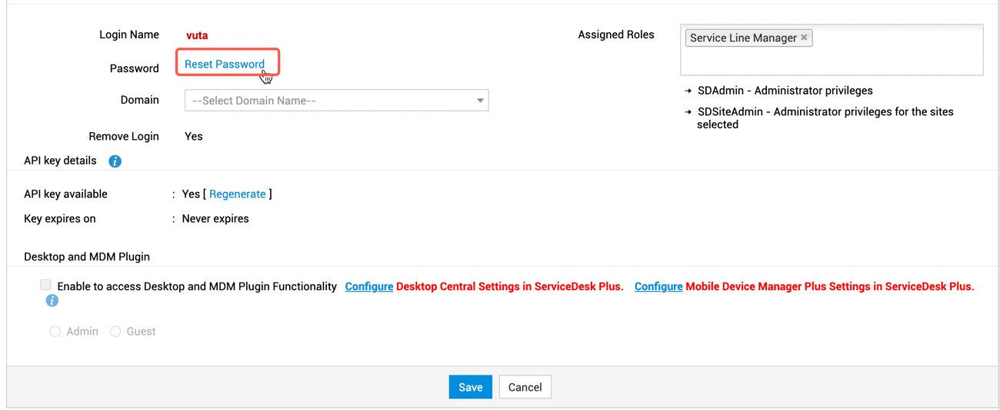 Login Name vuta Assigned Roles Service Line Manager ×
Password Reset Password
Domain --Select Domain Name--
→ SDAdmin - Administrator privileges
→ SDSiteAdmin - Administrator privileges for the sites
selected
Remove Login Yes
API key details i
API key available : Yes [ Regenerate ]
Key expires on : Never expires
Desktop and MDM Plugin
Enable to access Desktop and MDM Plugin Functionality Configure Desktop Central Settings in ServiceDesk Plus. Configure Mobile Device Manager Plus Settings in ServiceDesk Plus.
i
Admin Guest
Save Cancel